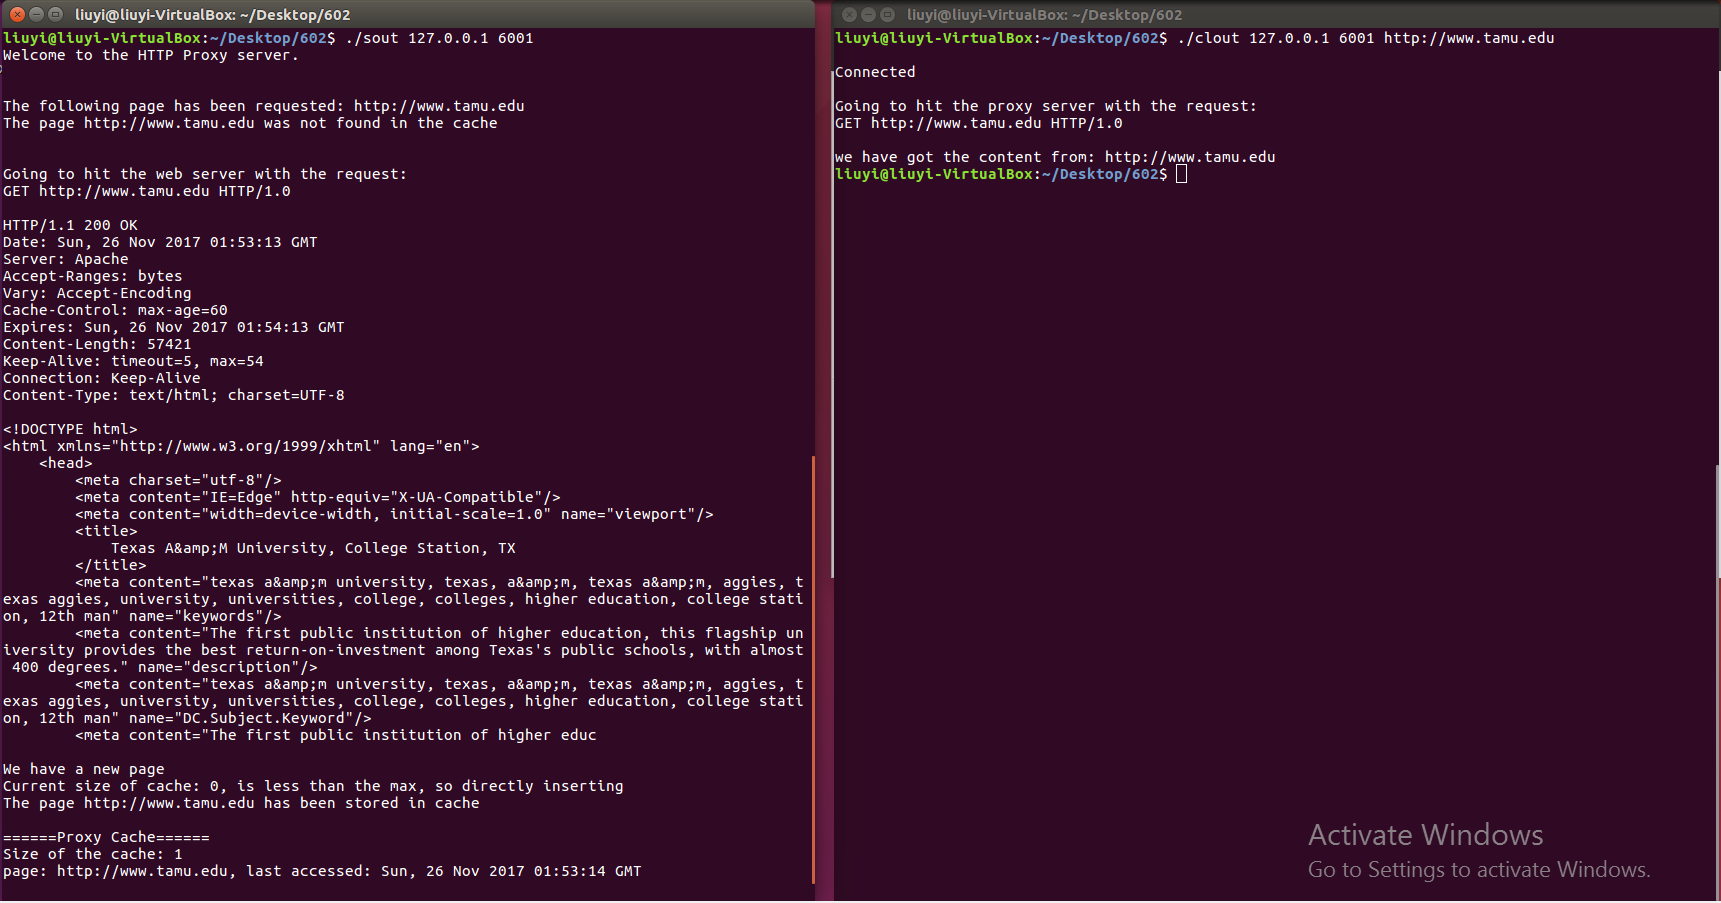 liuyi@liuyi-VirtualBox: ~/Desktop/602
liuyi@liuyi-VirtualBox:~/Desktop/602$ ./sout 127.0.0.1 6001
Welcome to the HTTP Proxy server.
The following page has been requested: http://www.tamu.edu
The page http://www.tamu.edu was not found in the cache
Going to hit the web server with the request:
GET http://www.tamu.edu HTTP/1.0
HTTP/1.1 200 OK
Date: Sun, 26 Nov 2017 01:53:13 GMT
Server: Apache
Accept-Ranges: bytes
Vary: Accept-Encoding
Cache-Control: max-age=60
Expires: Sun, 26 Nov 2017 01:54:13 GMT
Content-Length: 57421
Keep-Alive: timeout=5, max=54
Connection: Keep-Alive
Content-Type: text/html; charset=UTF-8
<!DOCTYPE html>
<html xmlns="http://www.w3.org/1999/xhtml" lang="en">
    <head>
        <meta charset="utf-8"/>
        <meta content="IE=Edge" http-equiv="X-UA-Compatible"/>
        <meta content="width=device-width, initial-scale=1.0" name="viewport"/>
        <title>
            Texas A&amp;M University, College Station, TX
        </title>
        <meta content="texas a&amp;m university, texas, a&amp;m, texas a&amp;m, aggies, t
exas aggies, university, universities, college, colleges, higher education, college stati
on, 12th man" name="keywords"/>
        <meta content="The first public institution of higher education, this flagship un
iversity provides the best return-on-investment among Texas's public schools, with almost
 400 degrees." name="description"/>
        <meta content="texas a&amp;m university, texas, a&amp;m, texas a&amp;m, aggies, t
exas aggies, university, universities, college, colleges, higher education, college stati
on, 12th man" name="DC.Subject.Keyword"/>
        <meta content="The first public institution of higher educ
We have a new page
Current size of cache: 0, is less than the max, so directly inserting
The page http://www.tamu.edu has been stored in cache
======Proxy Cache======
Size of the cache: 1
page: http://www.tamu.edu, last accessed: Sun, 26 Nov 2017 01:53:14 GMT
liuyi@liuyi-VirtualBox: ~/Desktop/602
liuyi@liuyi-VirtualBox:~/Desktop/602$ ./clout 127.0.0.1 6001 http://www.tamu.edu
Connected
Going to hit the proxy server with the request:
GET http://www.tamu.edu HTTP/1.0
we have got the content from: http://www.tamu.edu
liuyi@liuyi-VirtualBox:~/Desktop/602$
Activate Windows
Go to Settings to activate Windows.